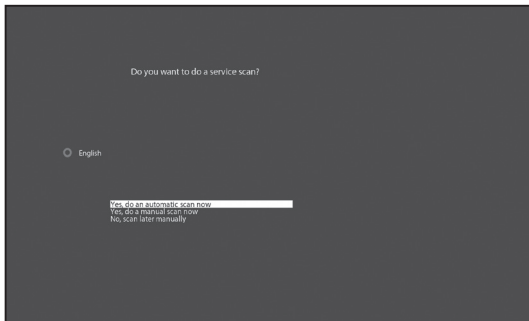 Do you want to do a service scan?
English
Yes, do an automatic scan now
Yes, do a manual scan now
No, scan later manually